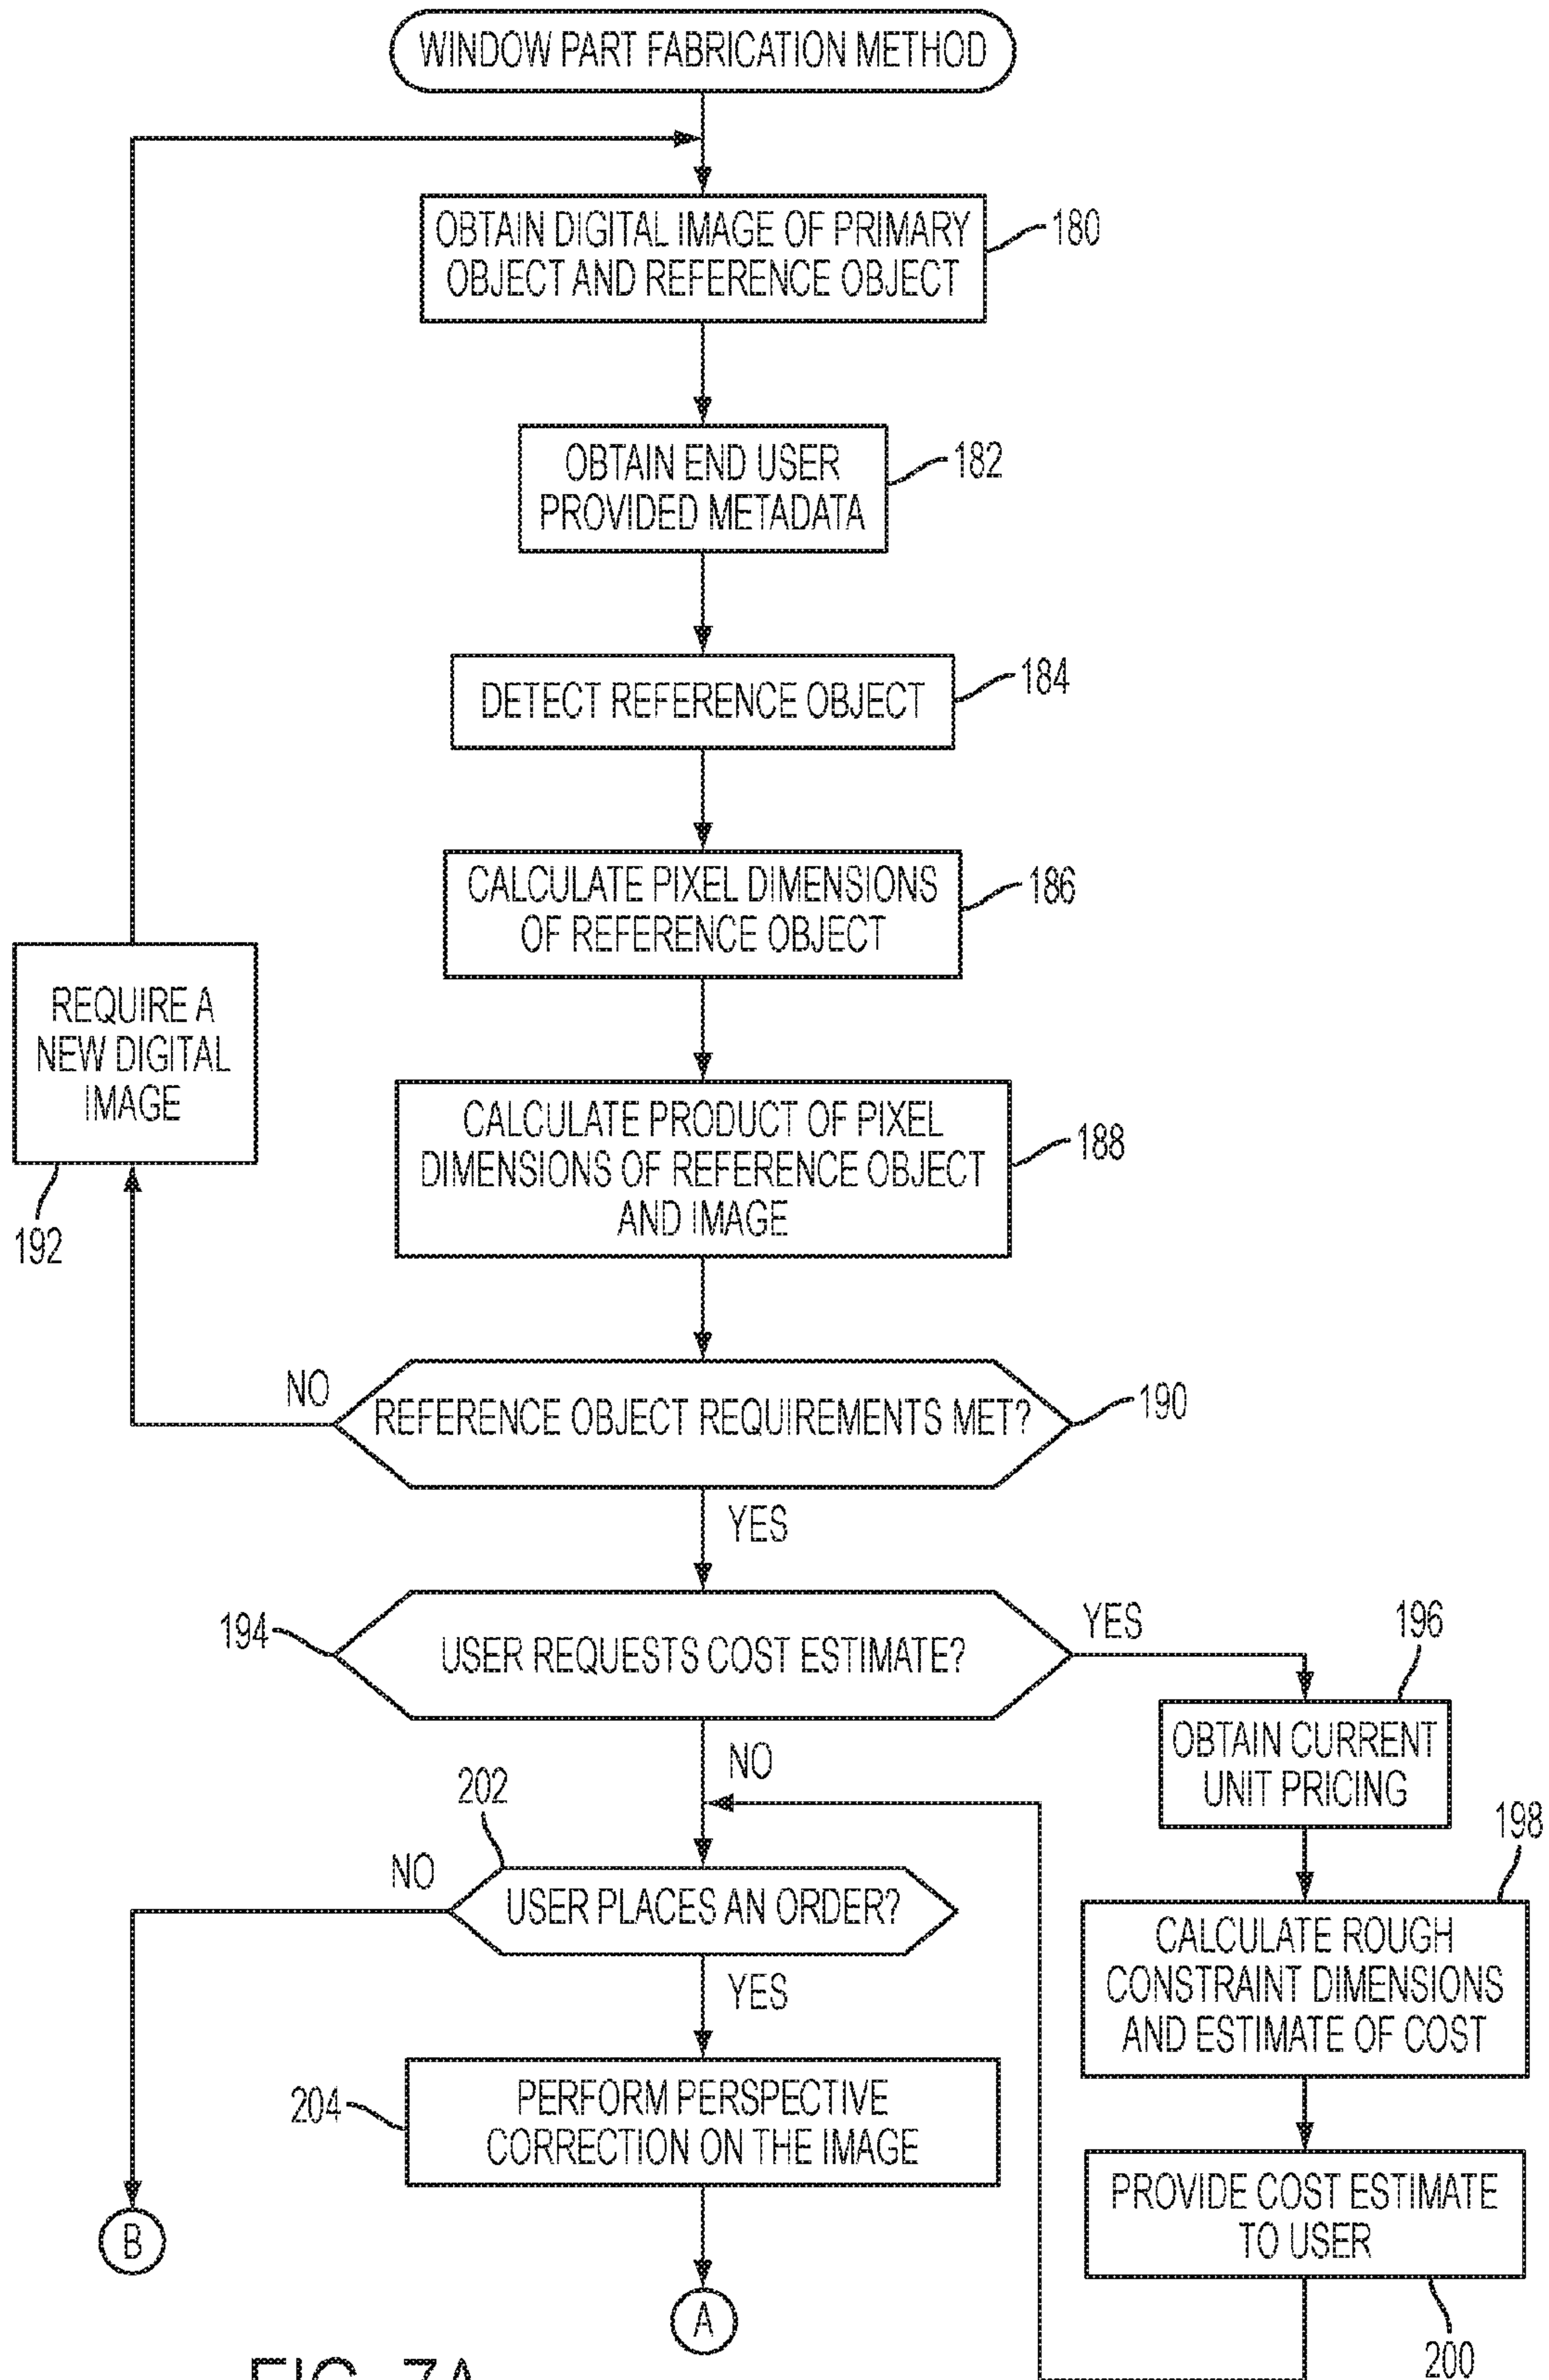 WINDOW PART FABRICATION METHOD
OBTAIN DIGITAL IMAGE OF PRIMARY
OBJECT AND REFERENCE OBJECT
180
OBTAIN END USER
PROVIDED METADATA
182
DETECT REFERENCE OBJECT
184
CALCULATE PIXEL DIMENSIONS
OF REFERENCE OBJECT
186
REQUIRE A
NEW DIGITAL
IMAGE
192
CALCULATE PRODUCT OF PIXEL
DIMENSIONS OF REFERENCE OBJECT
AND IMAGE
188
NO
REFERENCE OBJECT REQUIREMENTS MET?
190
YES
194
USER REQUESTS COST ESTIMATE?
YES
196
OBTAIN CURRENT
UNIT PRICING
NO
202
NO
USER PLACES AN ORDER?
198
CALCULATE ROUGH
CONSTRAINT DIMENSIONS
AND ESTIMATE OF COST
YES
204
PERFORM PERSPECTIVE
CORRECTION ON THE IMAGE
PROVIDE COST ESTIMATE
TO USER
200
B
A
FIG. 7A